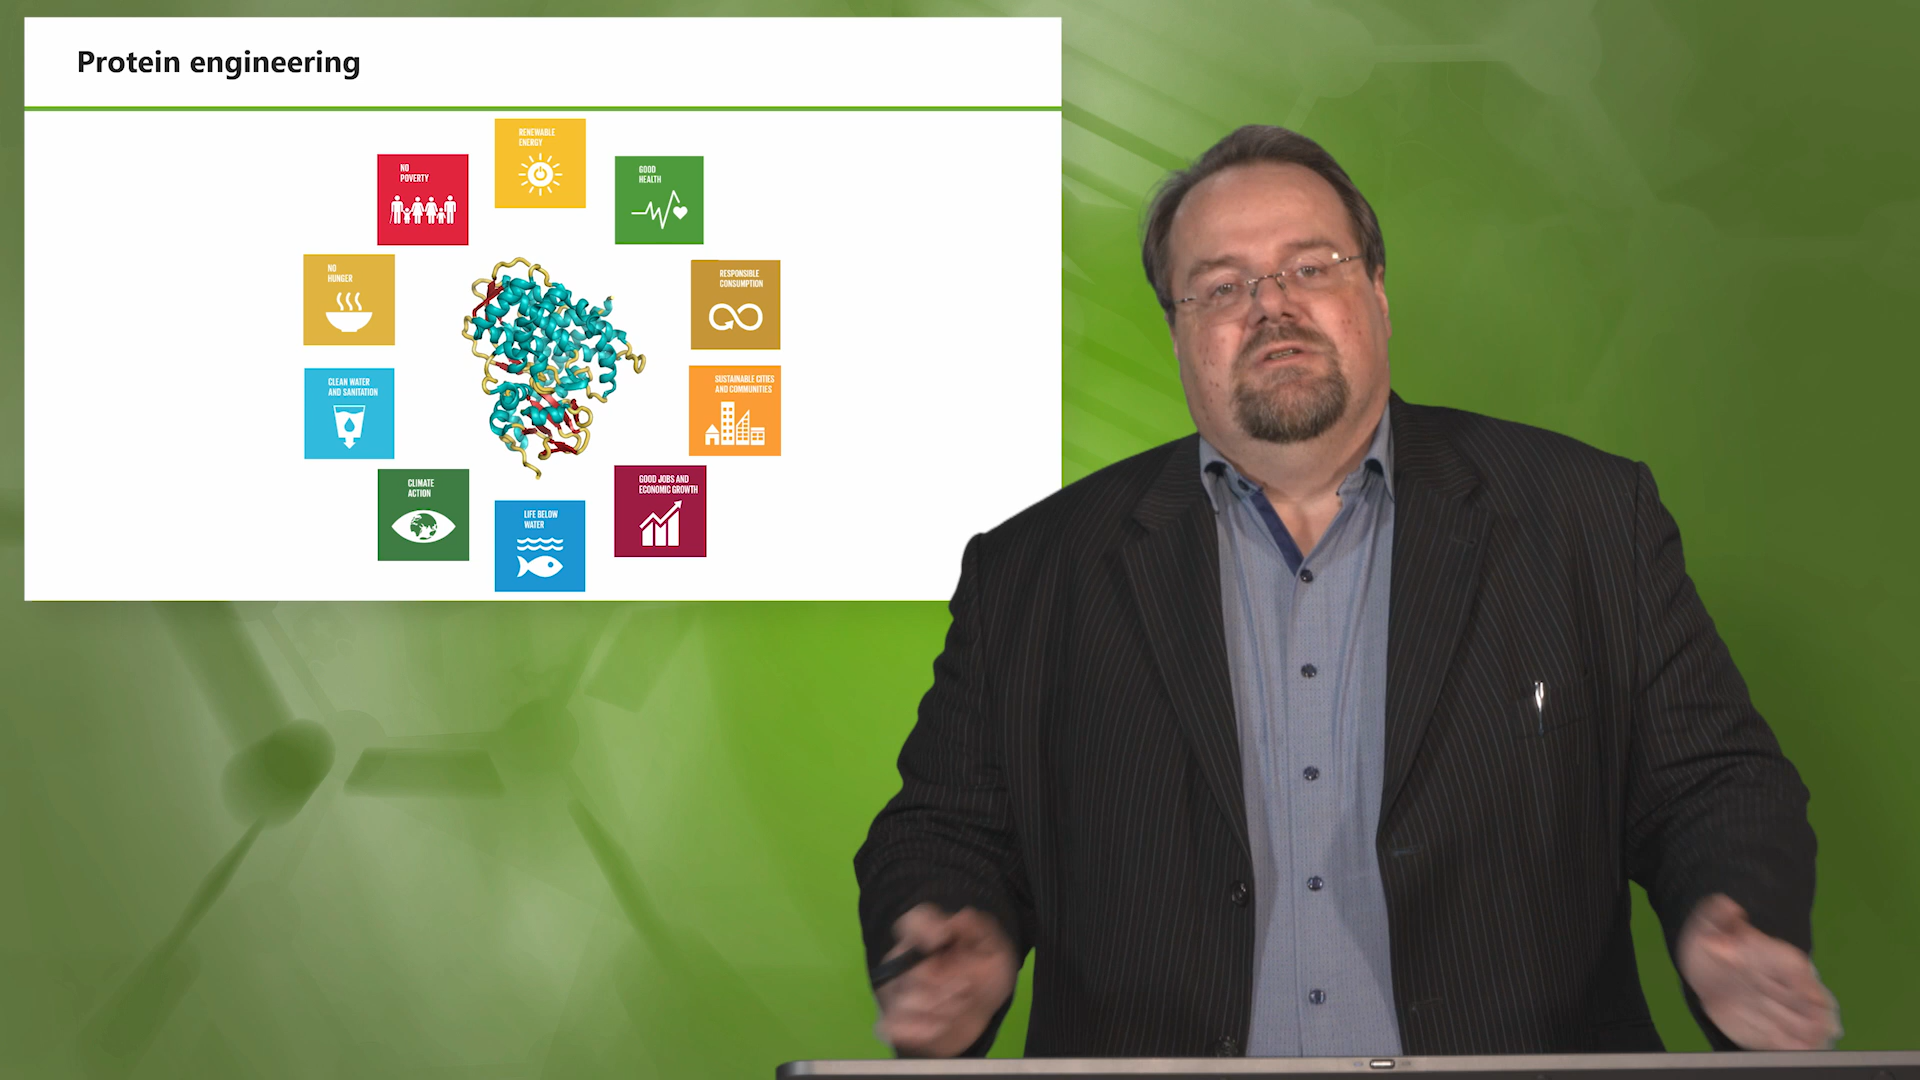 Protein engineering
RENEWABLE
ENERGY
NO
POVERTY
GOOD
HEALTH
NO
HUNGER
RESPONSIBLE
CONSUMPTION
CLEAN WATER
AND SANITATION
SUSTAINABLE CITIES
AND COMMUNITIES
CLIMATE
ACTION
GOOD JOBS AND
ECONOMIC GROWTH
LIFE BELOW
WATER